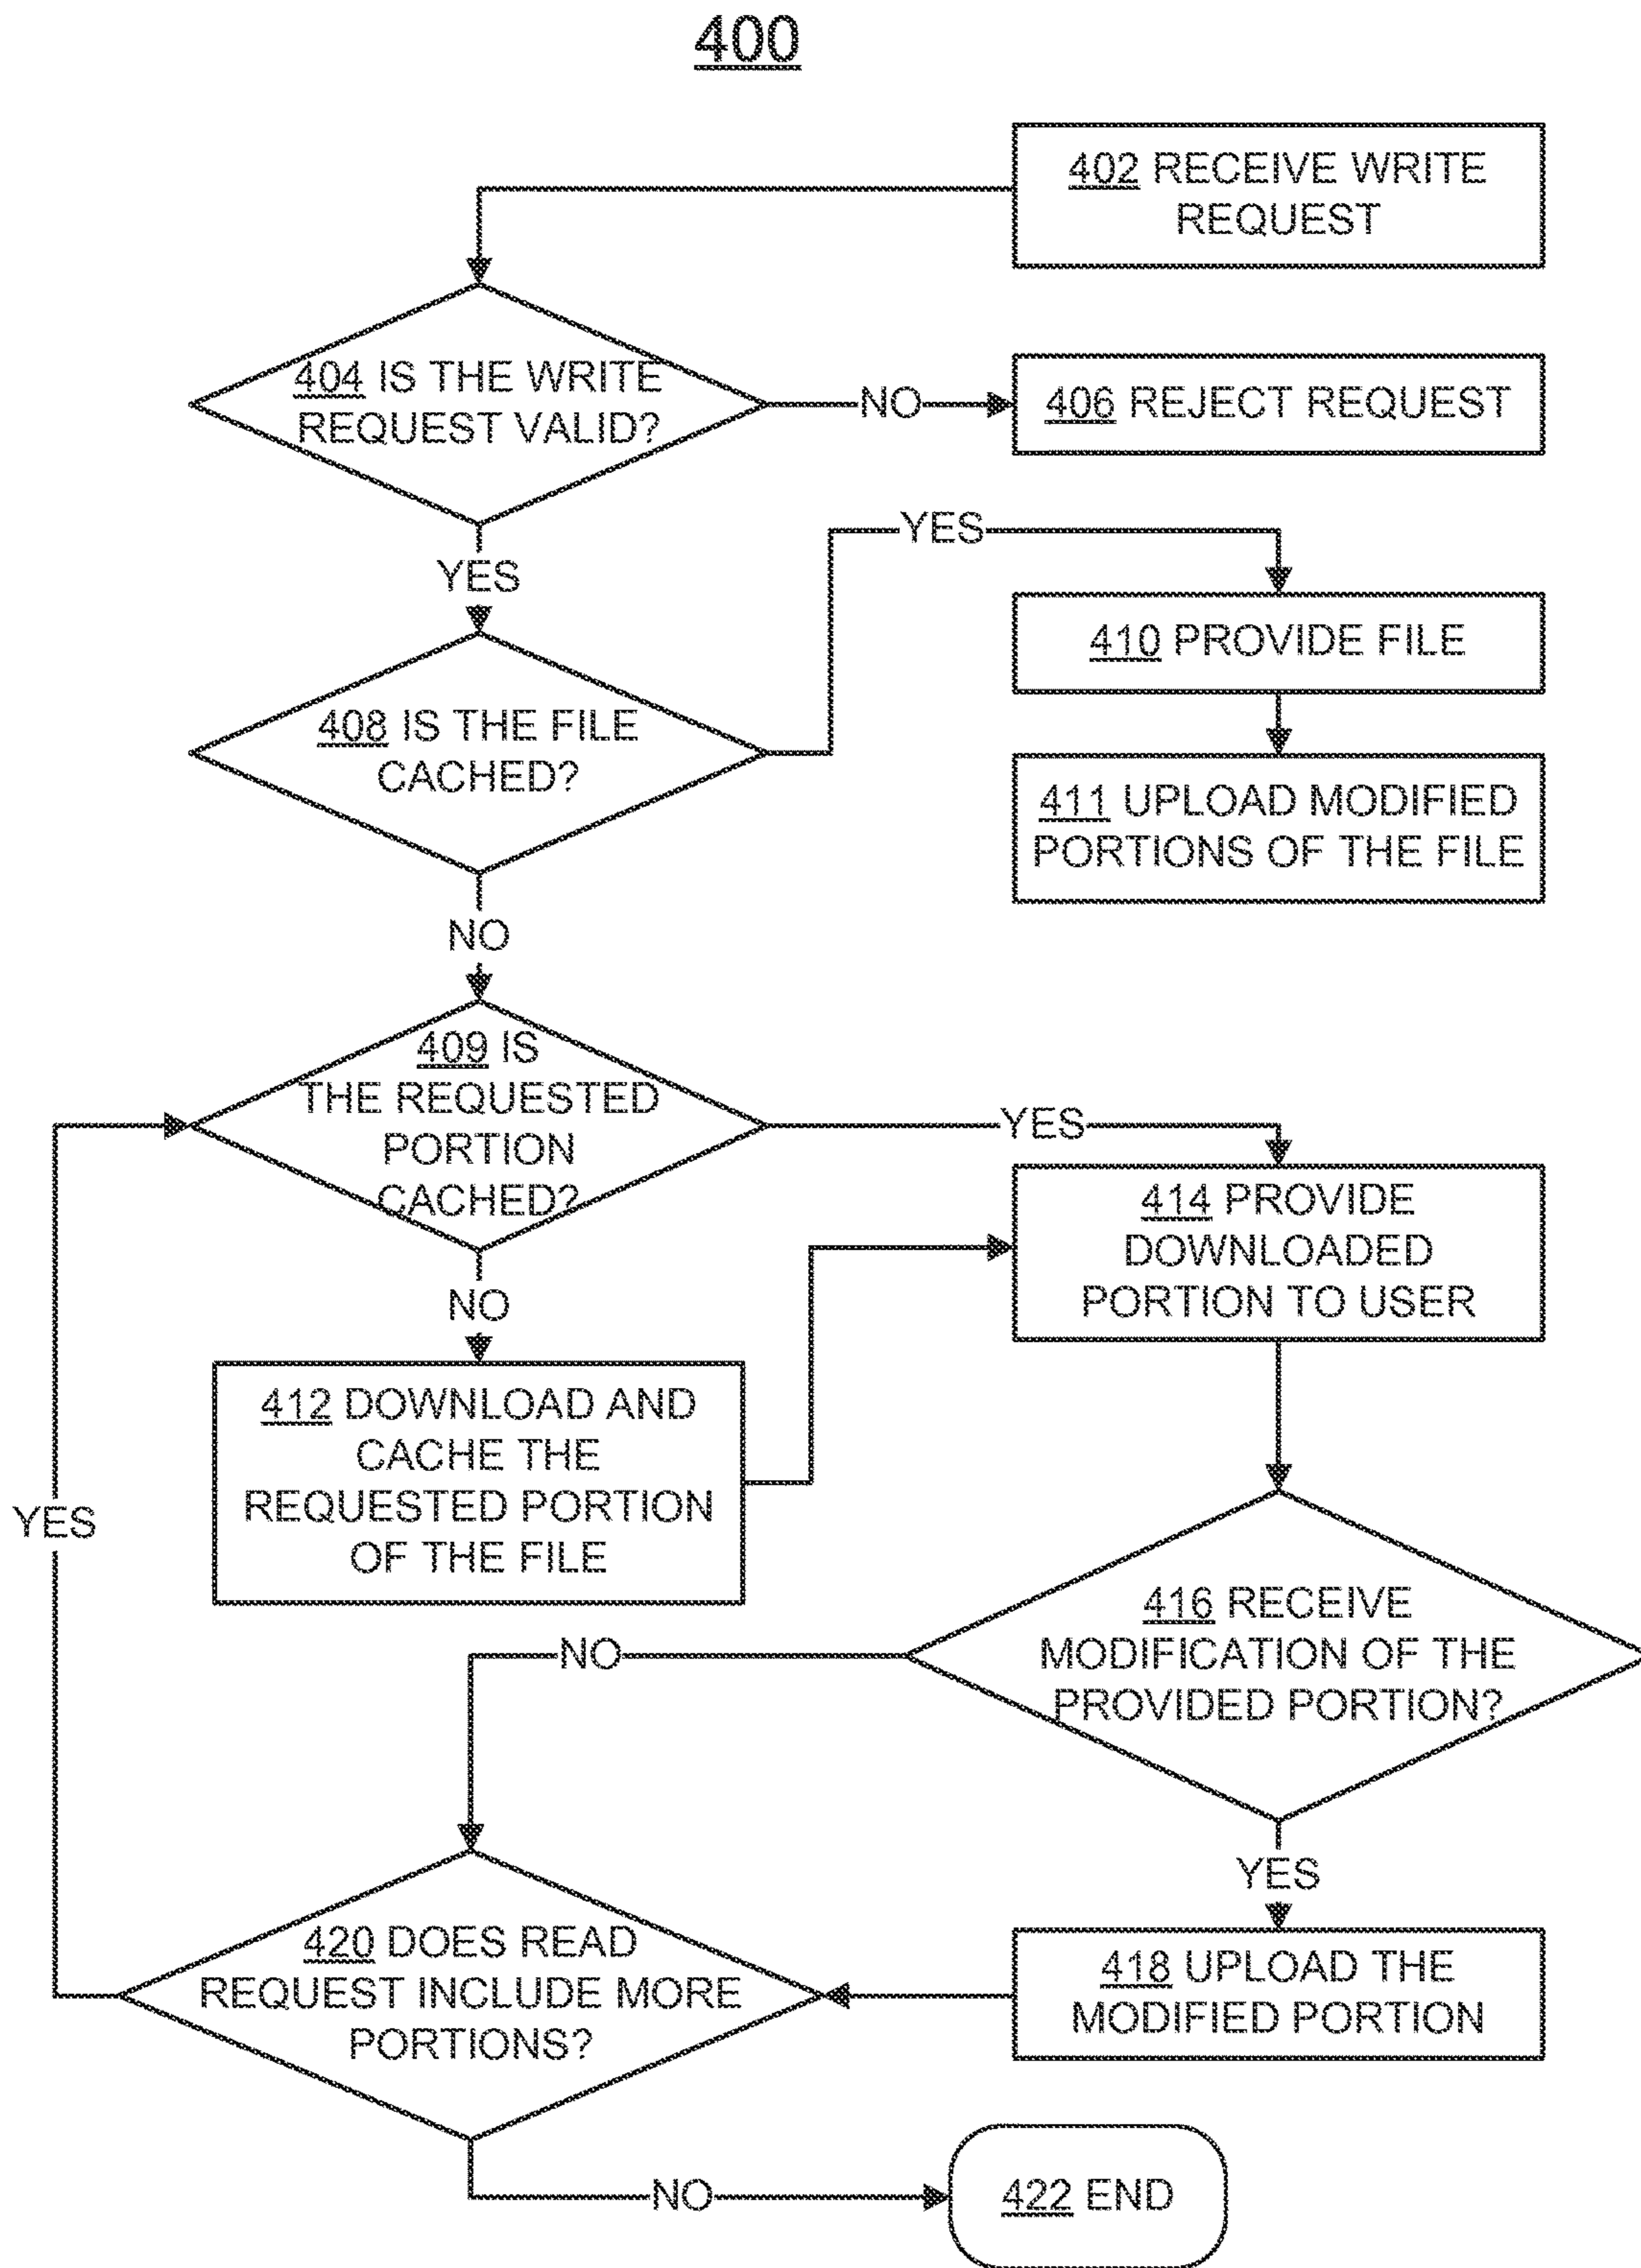 400
402 RECEIVE WRITE
REQUEST
404 IS THE WRITE
REQUEST VALID?
NO
406 REJECT REQUEST
YES
YES
408 IS THE FILE
CACHED?
410 PROVIDE FILE
411 UPLOAD MODIFIED
PORTIONS OF THE FILE
NO
409 IS
THE REQUESTED
PORTION
CACHED?
YES
414 PROVIDE
DOWNLOADED
PORTION TO USER
NO
412 DOWNLOAD AND
CACHE THE
REQUESTED PORTION
OF THE FILE
YES
416 RECEIVE
MODIFICATION OF THE
PROVIDED PORTION?
NO
YES
420 DOES READ
REQUEST INCLUDE MORE
PORTIONS?
418 UPLOAD THE
MODIFIED PORTION
NO
422 END